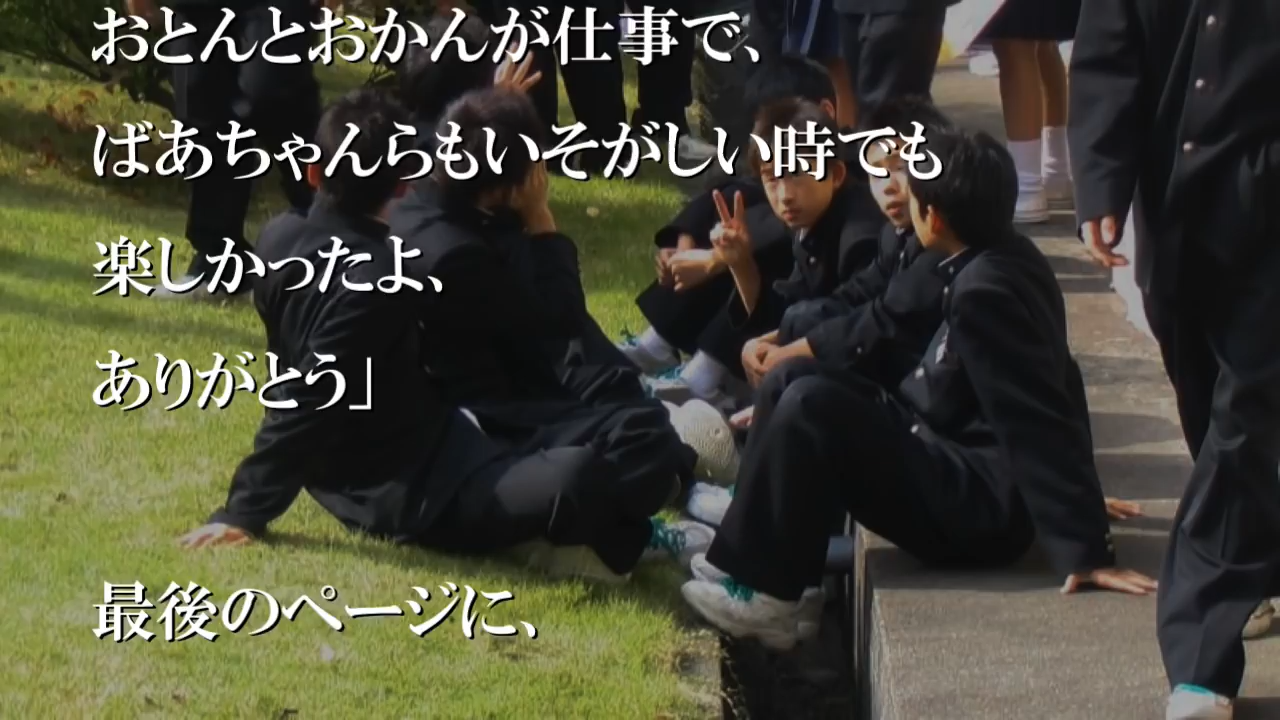 おとんとおかんが仕事で、
ばあちゃんらもいそがしい時でも
楽しかったよ、
ありがとう」
最後のページに、